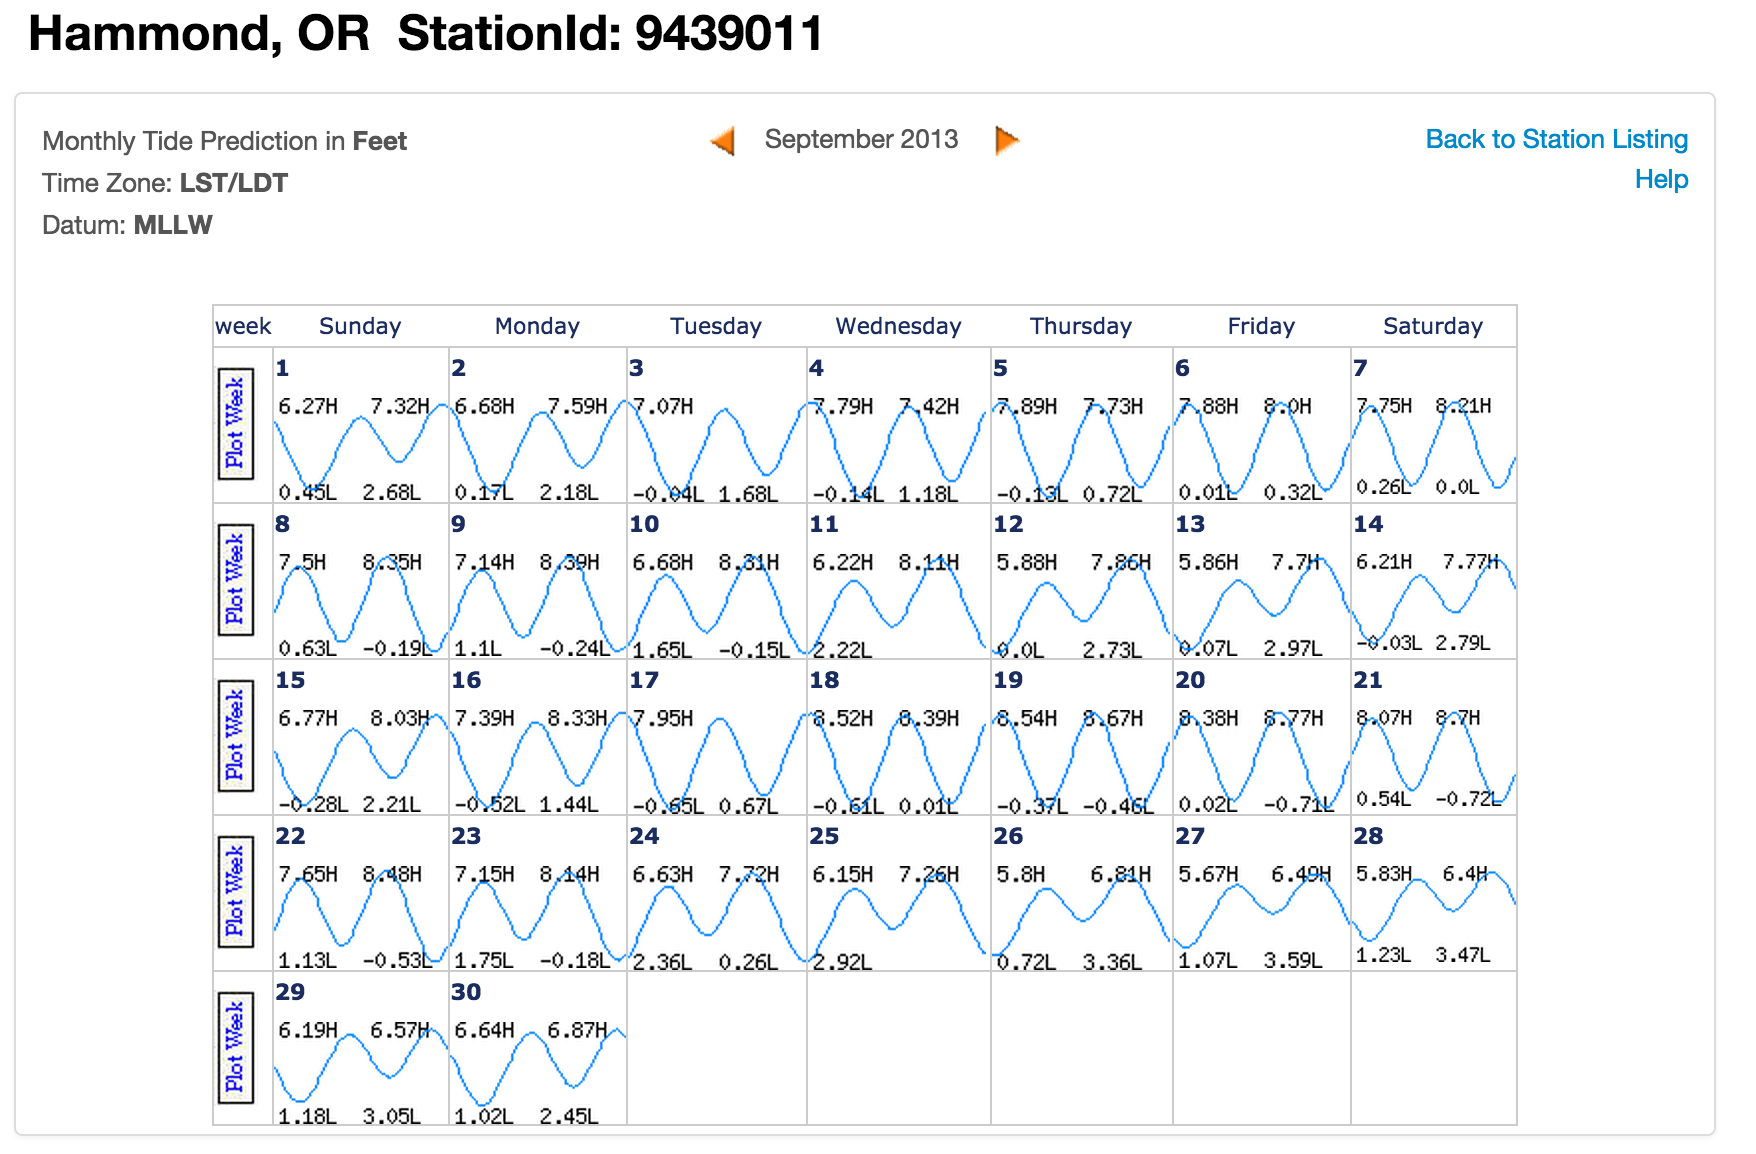 Hammond, OR StationId: 9439011
Monthly Tide Prediction in Feet
September 2013
Back to Station Listing
Time Zone: LST/LDT
Help
Datum: MLLW
week Sunday Monday Tuesday Wednesday Thursday Friday Saturday
Plot Week
1 2 3 4 5 6 7
6.27H 7.32H 6.68H 7.59H 7.07H 7.79H 7.42H 7.89H 7.73H 7.88H 8.0H 7.75H 8.21H
0.45L 2.68L 0.17L 2.18L -0.04L 1.68L -0.14L 1.18L -0.13L 0.72L 0.01L 0.32L 0.26L 0.0L
Plot Week
8 9 10 11 12 13 14
7.5H 8.35H 7.14H 8.39H 6.68H 8.31H 6.22H 8.11H 5.88H 7.86H 5.86H 7.7H 6.21H 7.77H
0.63L -0.19L 1.1L -0.24L 1.65L -0.15L 2.22L 0.0L 2.73L 0.07L 2.97L -0.03L 2.79L
Plot Week
15 16 17 18 19 20 21
6.77H 8.03H 7.39H 8.33H 7.95H 8.52H 8.39H 8.54H 8.67H 8.38H 8.77H 8.07H 8.7H
-0.28L 2.21L -0.52L 1.44L -0.65L 0.67L -0.61L 0.01L -0.37L -0.46L 0.02L -0.71L 0.54L -0.72L
Plot Week
22 23 24 25 26 27 28
7.65H 8.48H 7.15H 8.14H 6.63H 7.72H 6.15H 7.26H 5.8H 6.81H 5.67H 6.49H 5.83H 6.4H
1.13L -0.53L 1.75L -0.18L 2.36L 0.26L 2.92L 0.72L 3.36L 1.07L 3.59L 1.23L 3.47L
Plot Week
29 30
6.19H 6.57H 6.64H 6.87H
1.18L 3.05L 1.02L 2.45L